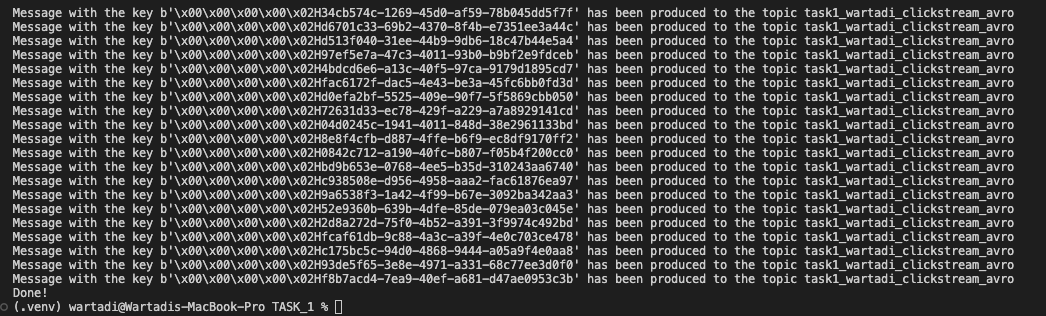 Message with the key b'\x00\x00\x00\x00\x02H34cb574c-1269-45d0-af59-78b045dd5f7f' has been produced to the topic task1_wartadi_clickstream_avro
Message with the key b'\x00\x00\x00\x00\x02Hd6701c33-69b2-4370-8f4b-e7351ee3a44c' has been produced to the topic task1_wartadi_clickstream_avro
Message with the key b'\x00\x00\x00\x00\x02Hd513f040-31ee-44b9-9db6-18c47b44e5a4' has been produced to the topic task1_wartadi_clickstream_avro
Message with the key b'\x00\x00\x00\x00\x02H97ef5e7a-47c3-4011-93b0-b9bf2e9fdceb' has been produced to the topic task1_wartadi_clickstream_avro
Message with the key b'\x00\x00\x00\x00\x02H4bdcd6e6-a13c-40f5-97ca-9179d1895cd7' has been produced to the topic task1_wartadi_clickstream_avro
Message with the key b'\x00\x00\x00\x00\x02Hfac6172f-dac5-4e43-be3a-45fc6bb0fd3d' has been produced to the topic task1_wartadi_clickstream_avro
Message with the key b'\x00\x00\x00\x00\x02Hd0efa2bf-5525-409e-90f7-5f5869cbb050' has been produced to the topic task1_wartadi_clickstream_avro
Message with the key b'\x00\x00\x00\x00\x02H72631d33-ec78-429f-a229-a7a8929141cd' has been produced to the topic task1_wartadi_clickstream_avro
Message with the key b'\x00\x00\x00\x00\x02H04d0245c-1941-4011-848d-38e2961133bd' has been produced to the topic task1_wartadi_clickstream_avro
Message with the key b'\x00\x00\x00\x00\x02H8e8f4cfb-d887-4ffe-b6f9-ec8df9170ff2' has been produced to the topic task1_wartadi_clickstream_avro
Message with the key b'\x00\x00\x00\x00\x02H0842c712-a190-40fc-b807-f05b4f200cc0' has been produced to the topic task1_wartadi_clickstream_avro
Message with the key b'\x00\x00\x00\x00\x02Hbd9b653e-0768-4ee5-b35d-310243aa6740' has been produced to the topic task1_wartadi_clickstream_avro
Message with the key b'\x00\x00\x00\x00\x02Hc938508e-d956-4958-aaa2-fac61876ea97' has been produced to the topic task1_wartadi_clickstream_avro
Message with the key b'\x00\x00\x00\x00\x02H9a6538f3-1a42-4f99-b67e-3092ba342aa3' has been produced to the topic task1_wartadi_clickstream_avro
Message with the key b'\x00\x00\x00\x00\x02H52e9360b-639b-4dfe-85de-079ea03c045e' has been produced to the topic task1_wartadi_clickstream_avro
Message with the key b'\x00\x00\x00\x00\x02H2d8a272d-75f0-4b52-a391-3f9974c492bd' has been produced to the topic task1_wartadi_clickstream_avro
Message with the key b'\x00\x00\x00\x00\x02Hfcaf61db-9c88-4a3c-a39f-4e0c703ce478' has been produced to the topic task1_wartadi_clickstream_avro
Message with the key b'\x00\x00\x00\x00\x02Hc175bc5c-94d0-4868-9444-a05a9f4e0aa8' has been produced to the topic task1_wartadi_clickstream_avro
Message with the key b'\x00\x00\x00\x00\x02H93de5f65-3e8e-4971-a331-68c77ee3d0f0' has been produced to the topic task1_wartadi_clickstream_avro
Message with the key b'\x00\x00\x00\x00\x02Hf8b7acd4-7ea9-40ef-a681-d47ae0953c3b' has been produced to the topic task1_wartadi_clickstream_avro
Done!
(.venv) wartadi@Wartadis-MacBook-Pro TASK_1 %